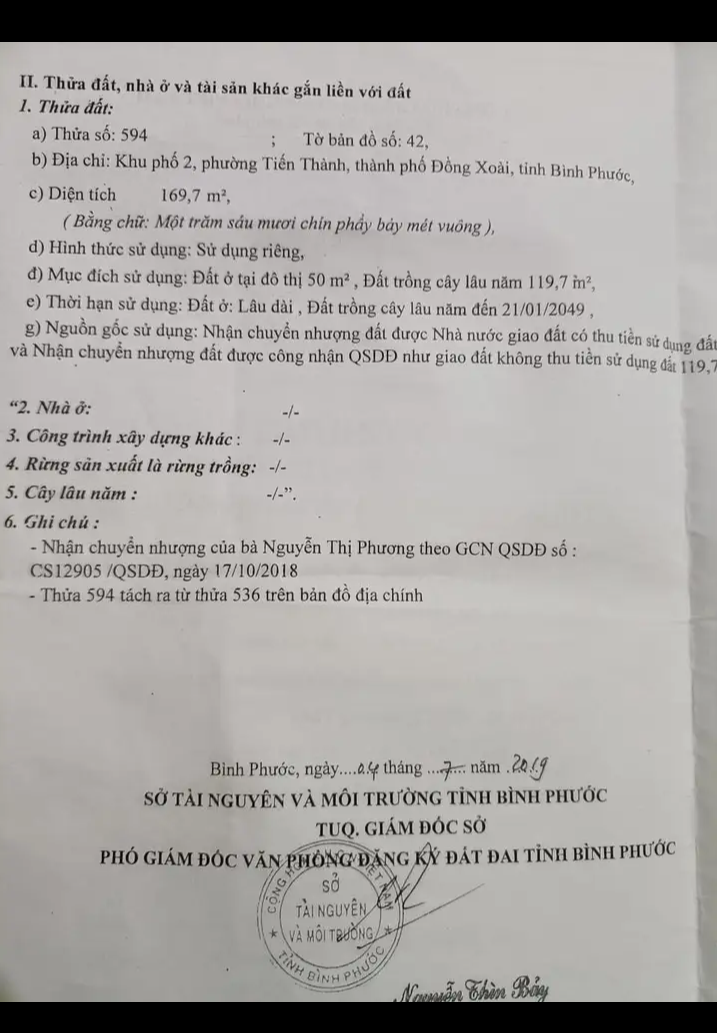 II. Thửa đất, nhà ở và tài sản khác gắn liền với đất
1. Thửa đất:
a) Thửa số: 594 ; Tờ bản đồ số: 42,
b) Địa chỉ: Khu phố 2, phường Tiến Thành, thành phố Đồng Xoài, tỉnh Bình Phước,
c) Diện tích 169,7 m²,
( Bằng chữ: Một trăm sáu mươi chín phẩy bảy mét vuông ),
d) Hình thức sử dụng: Sử dụng riêng,
đ) Mục đích sử dụng: Đất ở tại đô thị 50 m² , Đất trồng cây lâu năm 119,7 m²,
e) Thời hạn sử dụng: Đất ở: Lâu dài , Đất trồng cây lâu năm đến 21/01/2049 ,
g) Nguồn gốc sử dụng: Nhận chuyển nhượng đất được Nhà nước giao đất có thu tiền sử dụng đất
và Nhận chuyển nhượng đất được công nhận QSDĐ như giao đất không thu tiền sử dụng đất 119,7
“2. Nhà ở: -/-
3. Công trình xây dựng khác : -/-
4. Rừng sản xuất là rừng trồng: -/-
5. Cây lâu năm : -/-”.
6. Ghi chú :
- Nhận chuyển nhượng của bà Nguyễn Thị Phương theo GCN QSDĐ số :
CS12905 /QSDĐ, ngày 17/10/2018
- Thửa 594 tách ra từ thửa 536 trên bản đồ địa chính
Bình Phước, ngày....04 tháng ....7.... năm .2019
SỞ TÀI NGUYÊN VÀ MÔI TRƯỜNG TỈNH BÌNH PHƯỚC
TUQ. GIÁM ĐỐC SỞ
PHÓ GIÁM ĐỐC VĂN PHÒNG ĐĂNG KÝ ĐẤT ĐAI TỈNH BÌNH PHƯỚC
SỞ
TÀI NGUYÊN
VÀ MÔI TRƯỜNG
TỈNH BÌNH PHƯỚC
Nguyễn Thìn Bảy